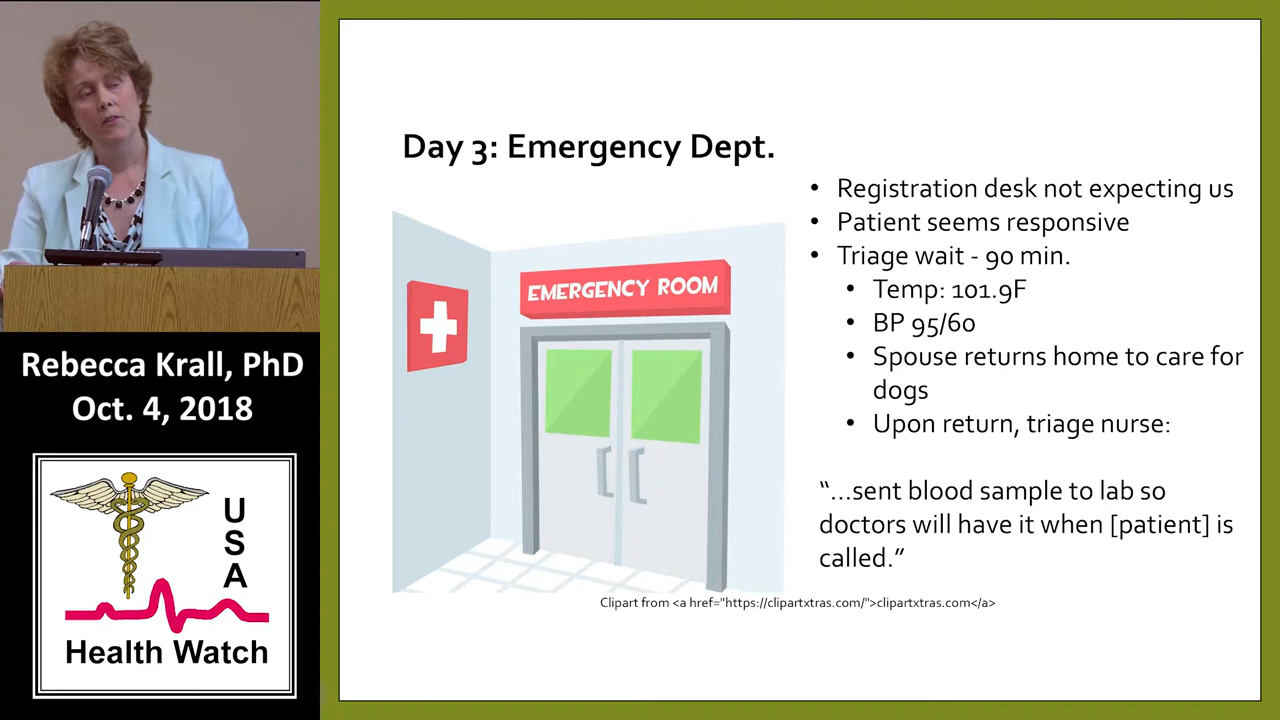 Rebecca Krall, PhD
Oct. 4, 2018
USA
Health Watch
Day 3: Emergency Dept.
EMERGENCY ROOM
• Registration desk not expecting us
• Patient seems responsive
• Triage wait - 90 min.
• Temp: 101.9F
• BP 95/60
• Spouse returns home to care for
dogs
• Upon return, triage nurse:
“...sent blood sample to lab so
doctors will have it when [patient] is
called.”
Clipart from <a href="https://clipartxtras.com/">clipartxtras.com</a>